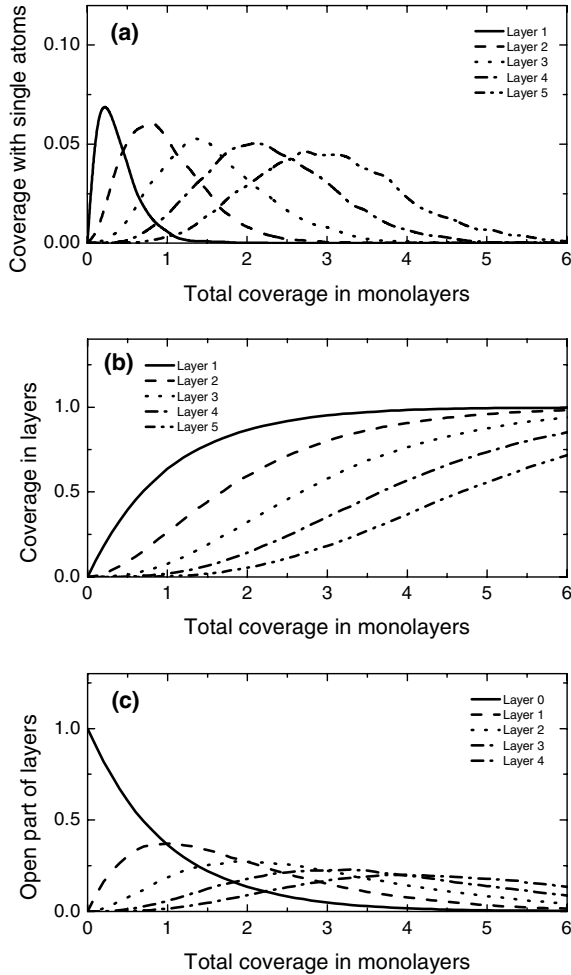 (a)
Layer 1
Layer 2
Layer 3
Layer 4
Layer 5
0.10
0.05
0.00
Coverage with single atoms
0 1 2 3 4 5 6
Total coverage in monolayers
(b)
Layer 1
Layer 2
Layer 3
Layer 4
Layer 5
1.0
0.5
0.0
Coverage in layers
0 1 2 3 4 5 6
Total coverage in monolayers
(c)
Layer 0
Layer 1
Layer 2
Layer 3
Layer 4
1.0
0.5
0.0
Open part of layers
0 1 2 3 4 5 6
Total coverage in monolayers